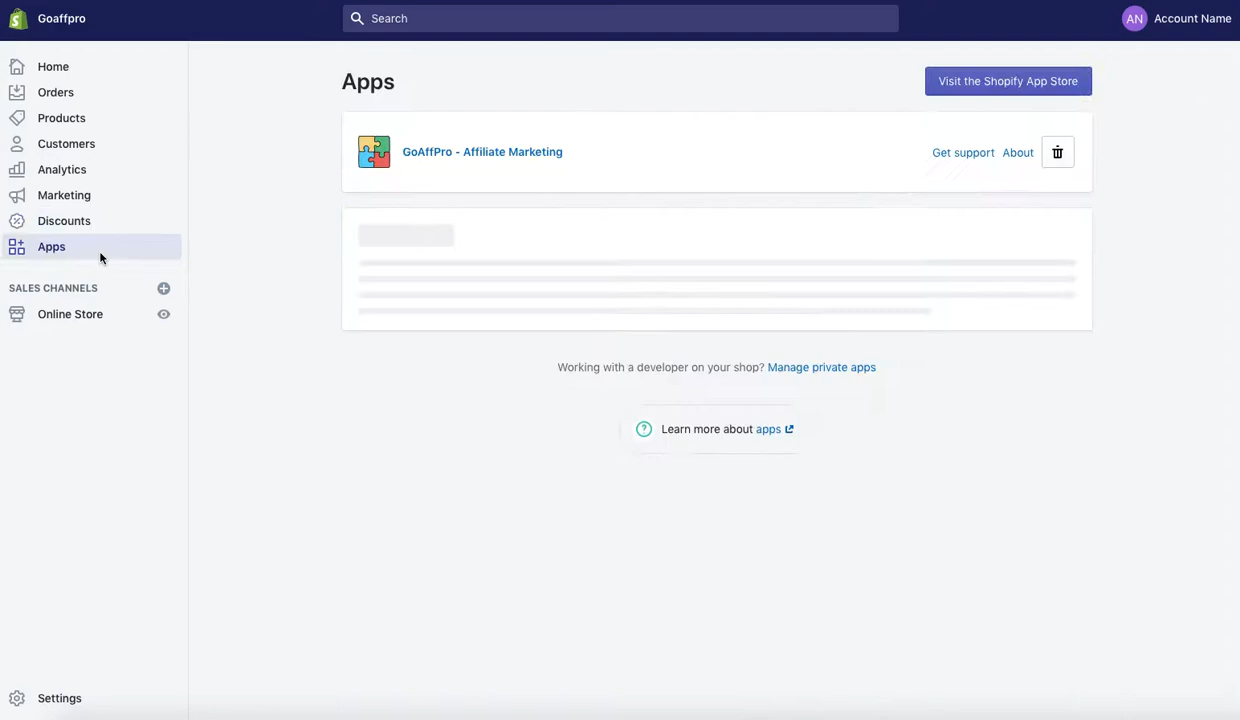 Goaffpro
Search
AN
Account Name
Home
Orders
Products
Customers
Analytics
Marketing
Discounts
Apps
SALES CHANNELS
Online Store
Settings
Apps
Visit the Shopify App Store
GoAffPro - Affiliate Marketing
Get support
About
Working with a developer on your shop? Manage private apps
Learn more about apps